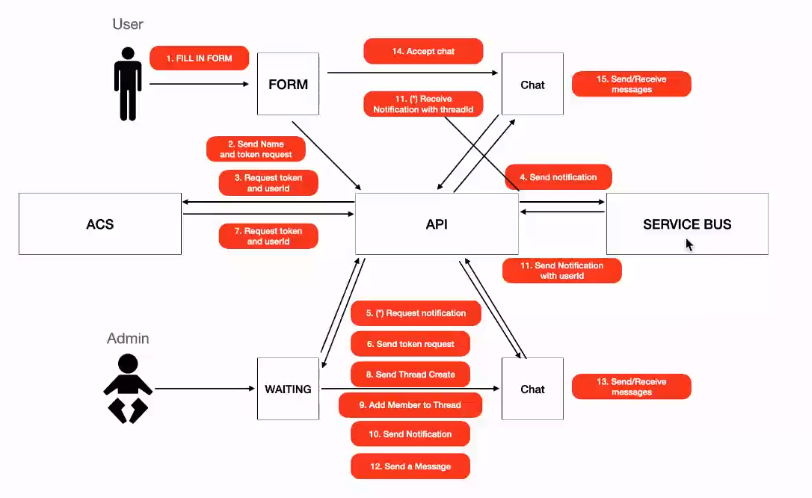 User
1. FILL IN FORM
14. Accept chat
FORM
Chat
15. Send/Receive
messages
11. (*) Receive
Notification with threadId
2. Send Name
and token request
3. Request token
and userId
4. Send notification
ACS
API
SERVICE BUS
7. Request token
and userId
11. Send Notification
with userId
5. (*) Request notification
Admin
6. Send token request
8. Send Thread Create
WAITING
Chat
13. Send/Receive
messages
9. Add Member to Thread
10. Send Notification
12. Send a Message